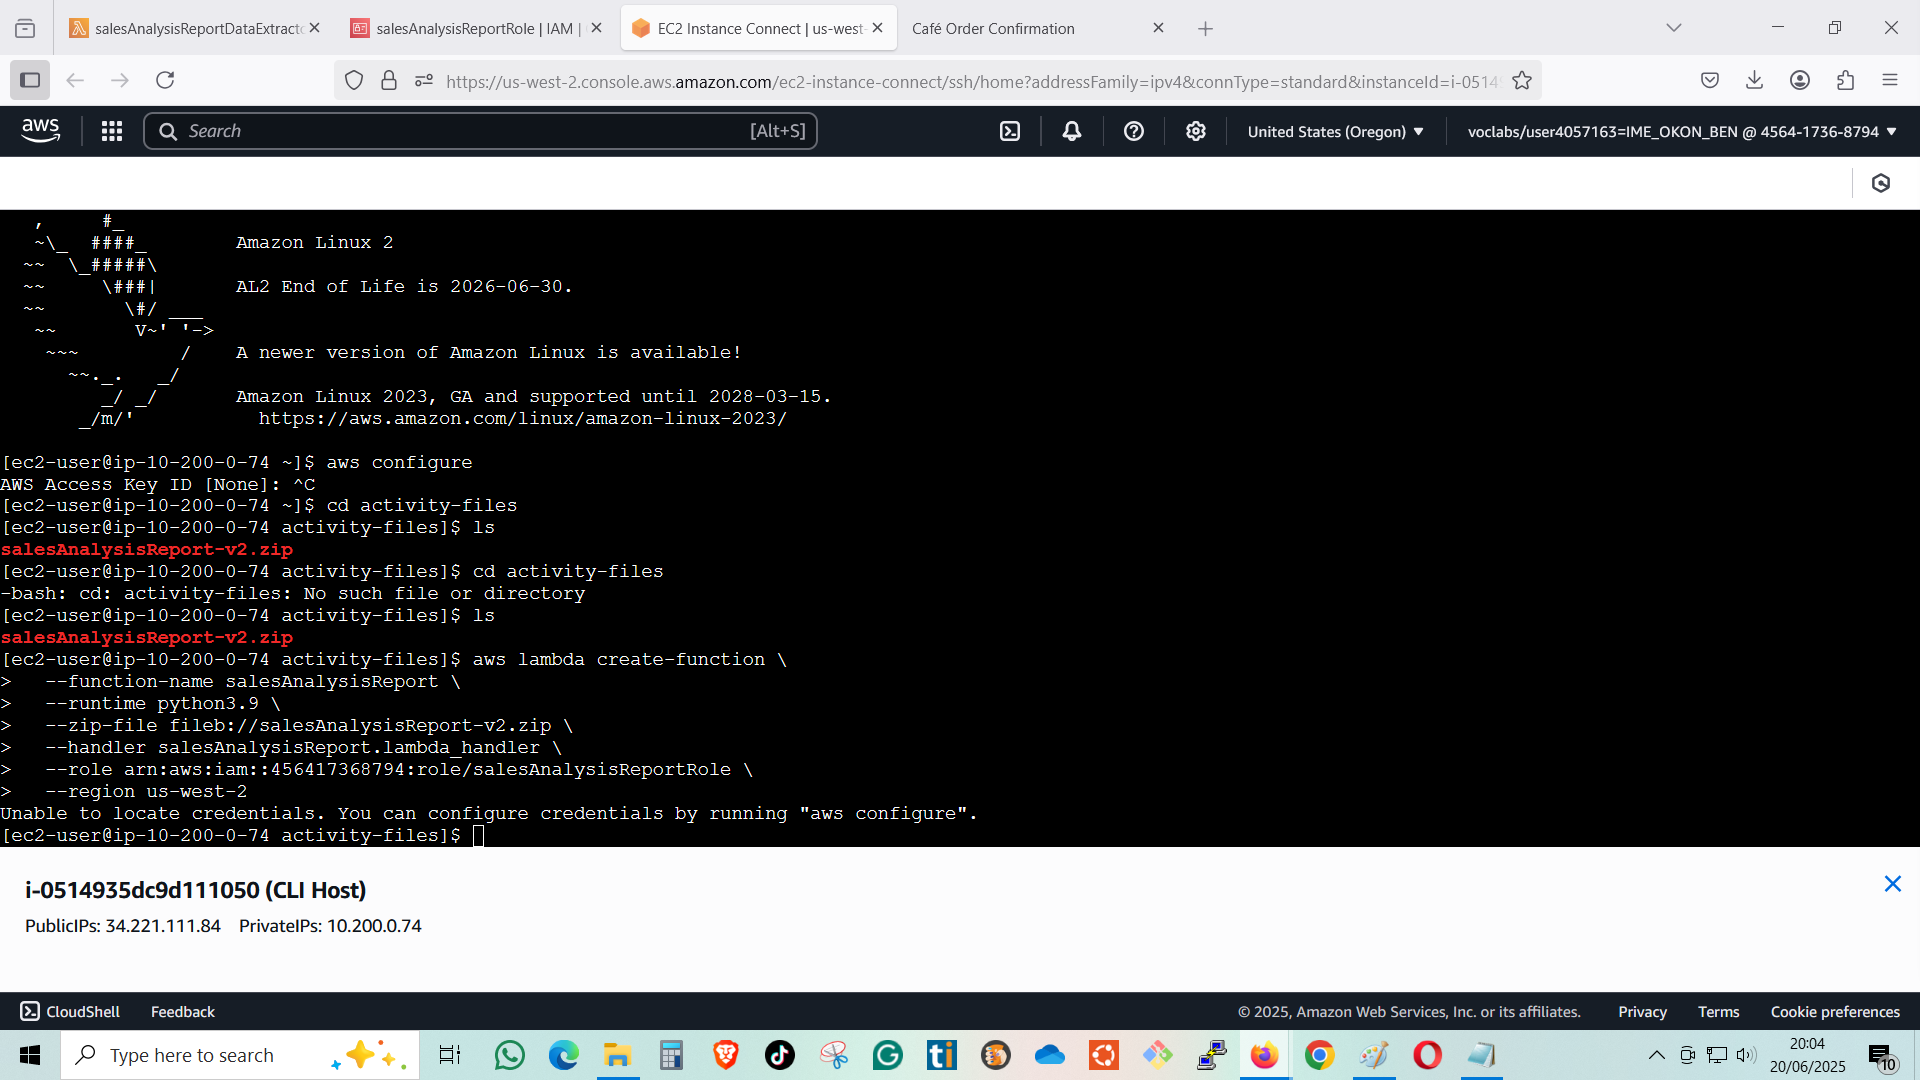 salesAnalysisReportDataExtracto
salesAnalysisReportRole | IAM |
EC2 Instance Connect | us-west-
Café Order Confirmation
https://us-west-2.console.aws.amazon.com/ec2-instance-connect/ssh/home?addressFamily=ipv4&connType=standard&instanceId=i-0514
aws
Search
[Alt+S]
United States (Oregon)
voclabs/user4057163=IME_OKON_BEN @ 4564-1736-8794
   ,     #_
   ~\_  ####_        Amazon Linux 2
  ~~  \_#####\
  ~~     \###|       AL2 End of Life is 2026-06-30.
  ~~       \#/ ___
   ~~       V~' '->
    ~~~         /    A newer version of Amazon Linux is available!
      ~~._.   _/
         _/ _/       Amazon Linux 2023, GA and supported until 2028-03-15.
       _/m/'           https://aws.amazon.com/linux/amazon-linux-2023/
[ec2-user@ip-10-200-0-74 ~]$ aws configure
AWS Access Key ID [None]: ^C
[ec2-user@ip-10-200-0-74 ~]$ cd activity-files
[ec2-user@ip-10-200-0-74 activity-files]$ ls
salesAnalysisReport-v2.zip
[ec2-user@ip-10-200-0-74 activity-files]$ cd activity-files
-bash: cd: activity-files: No such file or directory
[ec2-user@ip-10-200-0-74 activity-files]$ ls
salesAnalysisReport-v2.zip
[ec2-user@ip-10-200-0-74 activity-files]$ aws lambda create-function \
>   --function-name salesAnalysisReport \
>   --runtime python3.9 \
>   --zip-file fileb://salesAnalysisReport-v2.zip \
>   --handler salesAnalysisReport.lambda_handler \
>   --role arn:aws:iam::456417368794:role/salesAnalysisReportRole \
>   --region us-west-2
Unable to locate credentials. You can configure credentials by running "aws configure".
[ec2-user@ip-10-200-0-74 activity-files]$
i-0514935dc9d111050 (CLI Host)
PublicIPs: 34.221.111.84    PrivateIPs: 10.200.0.74
CloudShell
Feedback
© 2025, Amazon Web Services, Inc. or its affiliates.
Privacy
Terms
Cookie preferences
Type here to search
ti
20:04
20/06/2025
10